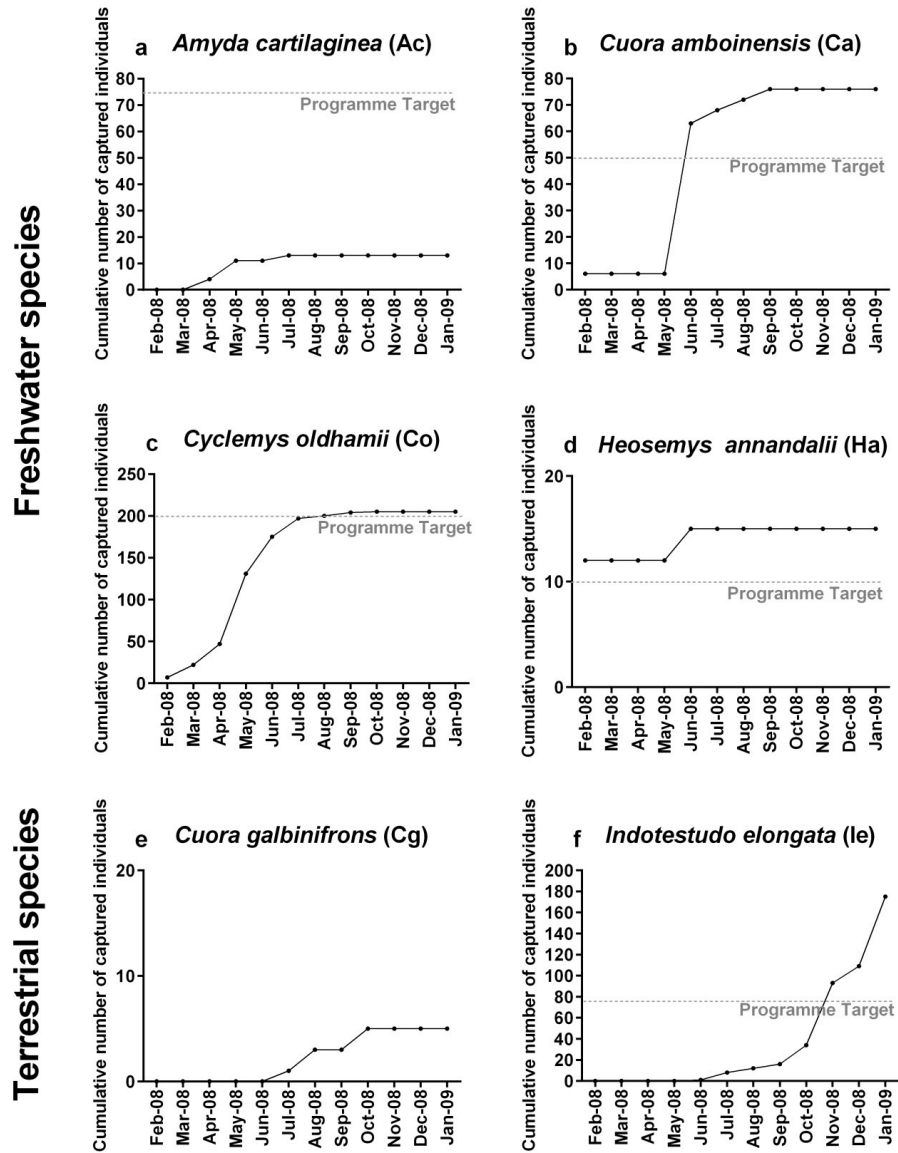 Freshwater species
a Amyda cartilaginea (Ac)
Cumulative number of captured individuals
80
70
60
50
40
30
20
10
0
Programme Target
Feb-08
Mar-08
Apr-08
May-08
Jun-08
Jul-08
Aug-08
Sep-08
Oct-08
Nov-08
Dec-08
Jan-09
b Cuora amboinensis (Ca)
Cumulative number of captured individuals
80
70
60
50
40
30
20
10
0
Programme Target
Feb-08
Mar-08
Apr-08
May-08
Jun-08
Jul-08
Aug-08
Sep-08
Oct-08
Nov-08
Dec-08
Jan-09
c Cyclemys oldhamii (Co)
Cumulative number of captured individuals
250
200
150
100
50
0
Programme Target
Feb-08
Mar-08
Apr-08
May-08
Jun-08
Jul-08
Aug-08
Sep-08
Oct-08
Nov-08
Dec-08
Jan-09
d Heosemys annandalii (Ha)
Cumulative number of captured individuals
20
10
0
Programme Target
Feb-08
Mar-08
Apr-08
May-08
Jun-08
Jul-08
Aug-08
Sep-08
Oct-08
Nov-08
Dec-08
Jan-09
Terrestrial species
e Cuora galbinifrons (Cg)
Cumulative number of captured individuals
20
10
0
Feb-08
Mar-08
Apr-08
May-08
Jun-08
Jul-08
Aug-08
Sep-08
Oct-08
Nov-08
Dec-08
Jan-09
f Indotestudo elongata (Ie)
Cumulative number of captured individuals
200
180
160
140
120
100
80
60
40
20
0
Programme Target
Feb-08
Mar-08
Apr-08
May-08
Jun-08
Jul-08
Aug-08
Sep-08
Oct-08
Nov-08
Dec-08
Jan-09